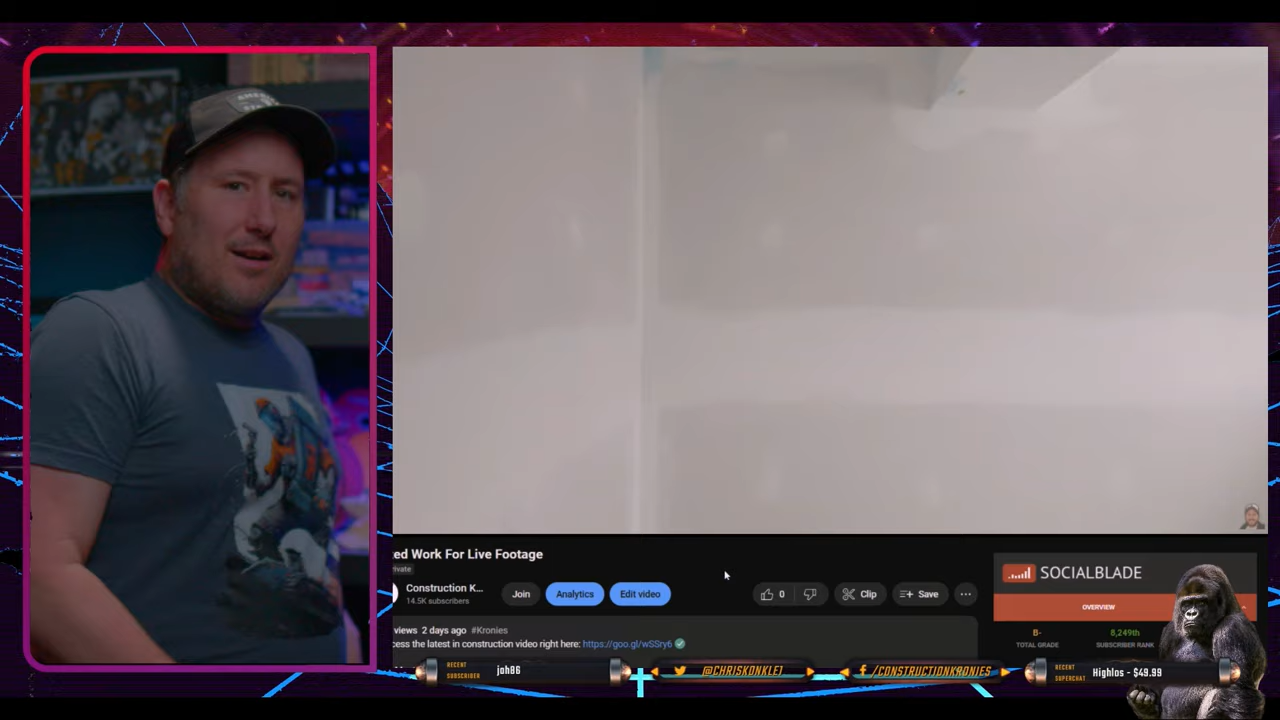 ed Work For Live Footage
ivate
Construction K...
14.5K subscribers
Join
Analytics
Edit video
0
Clip
Save
views 2 days ago #Kronies
cess the latest in construction video right here: https://goo.gl/wSSry6
SOCIALBLADE
OVERVIEW
B-
TOTAL GRADE
8,249th
SUBSCRIBER RANK
RECENT
SUBSCRIBER
joh86
@CHRISKONKLE1
/CONSTRUCTIONKRONIES
RECENT
SUPERCHAT
Highlos - $49.99